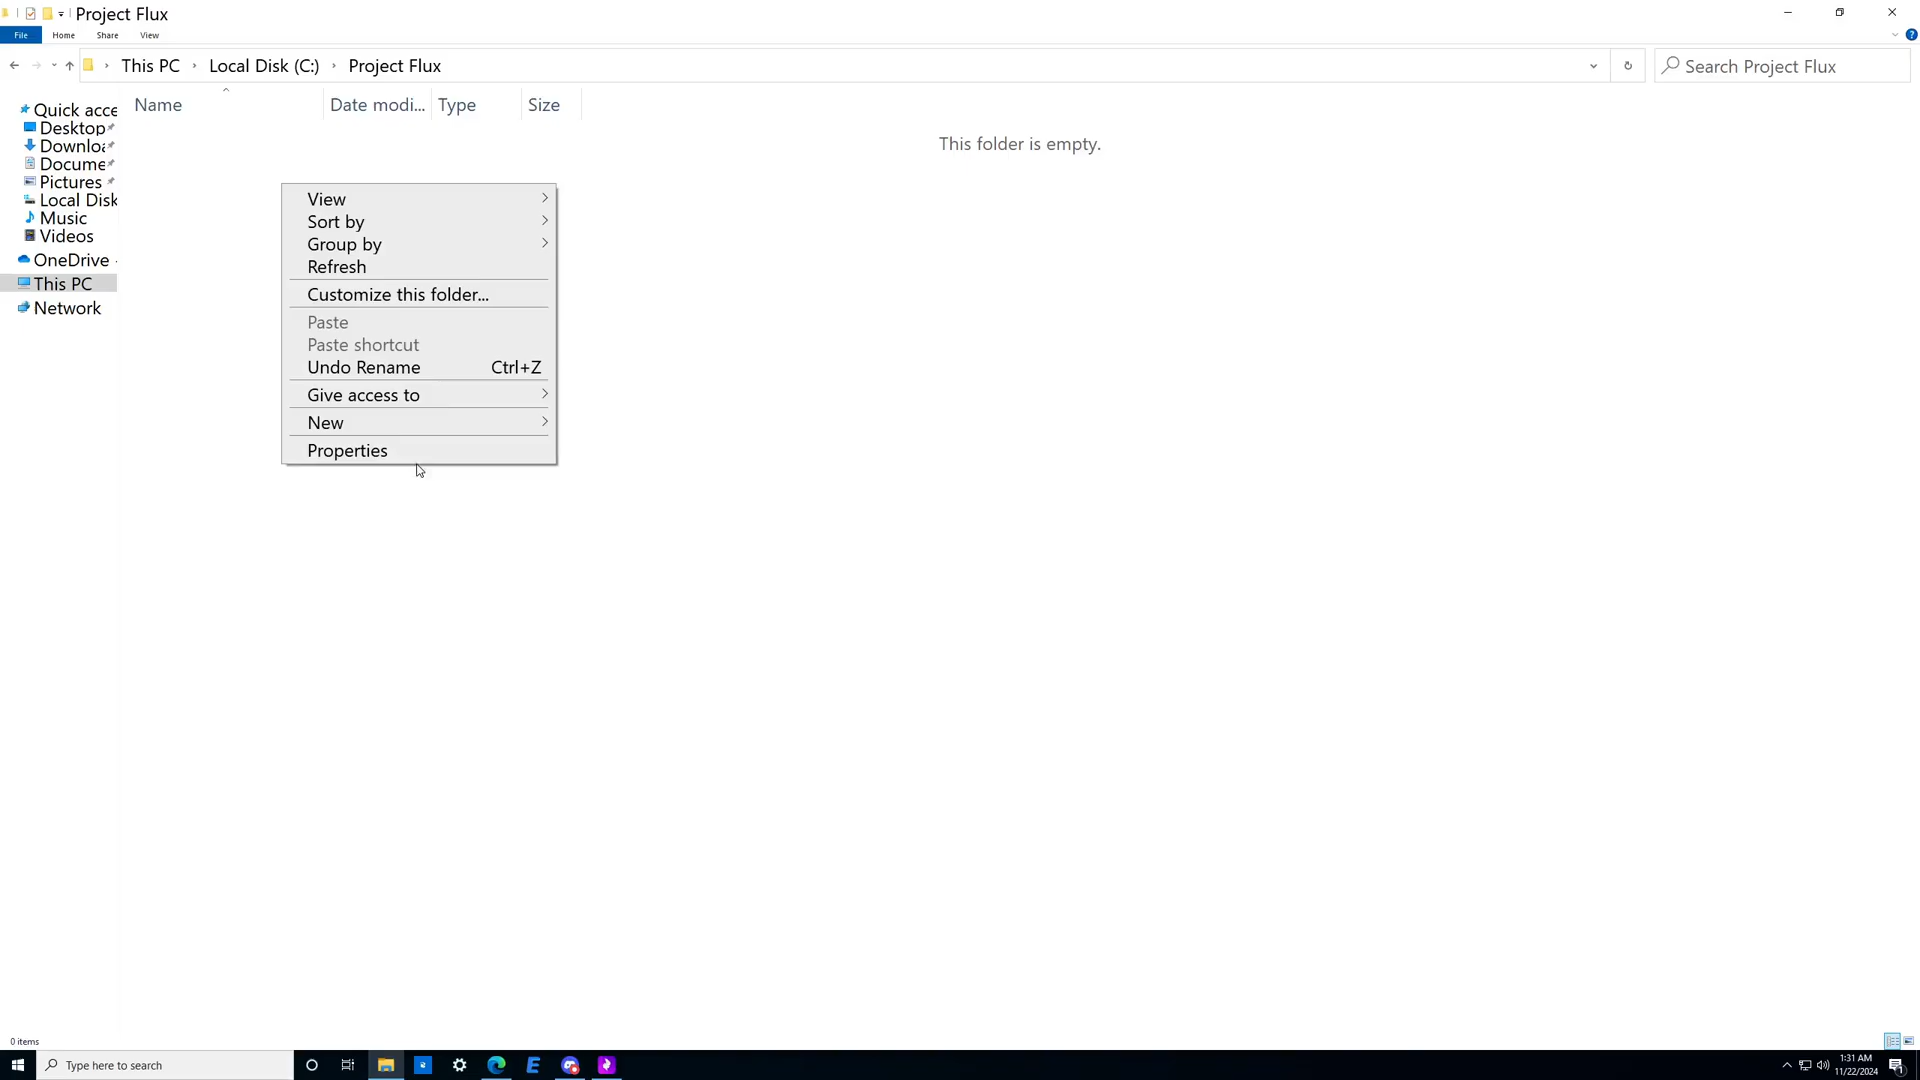 Project Flux
File Home Share View
This PC Local Disk (C:) Project Flux
Search Project Flux
Name Date modi... Type Size
This folder is empty.
Quick acce
Desktop
Downloa
Docume
Pictures
Local Disk
Music
Videos
OneDrive -
This PC
Network
View
Sort by
Group by
Refresh
Customize this folder...
Paste
Paste shortcut
Undo Rename Ctrl+Z
Give access to
New
Properties
0 items
Type here to search
1:31 AM
11/22/2024